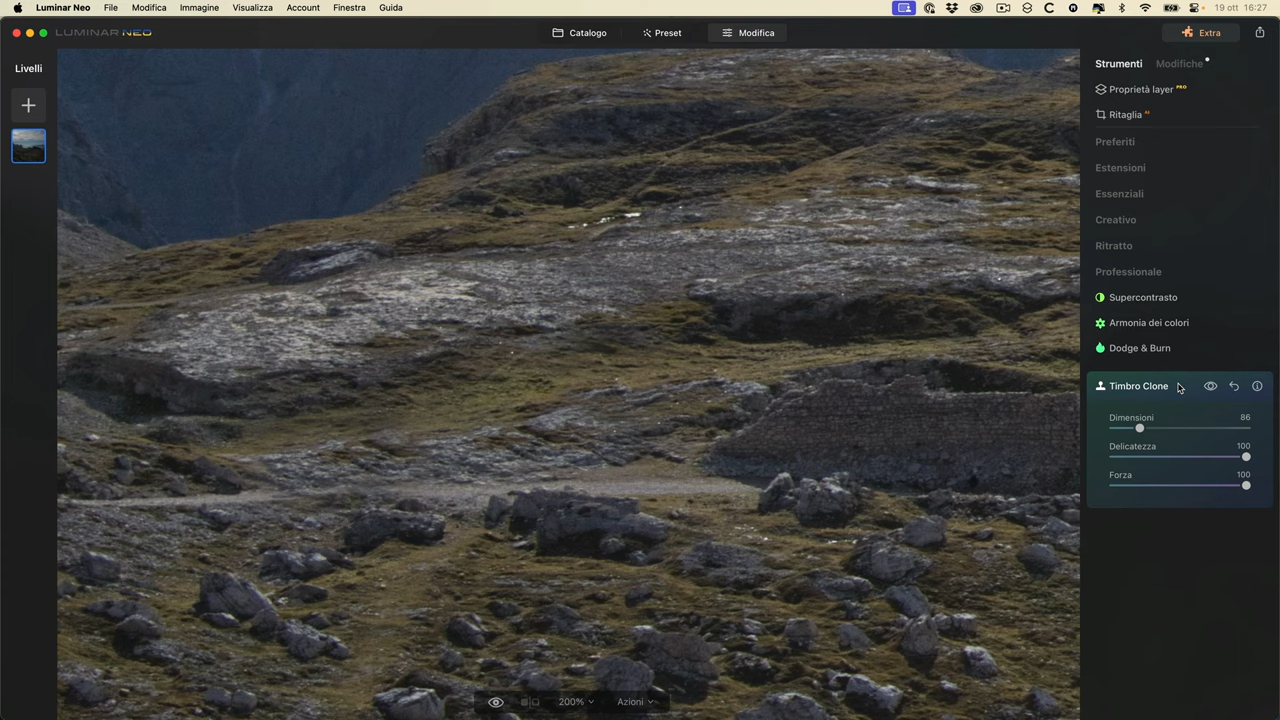 Luminar Neo File Modifica Immagine Visualizza Account Finestra Guida 19 ott 16:27
LUMINAR NEO Catalogo Preset Modifica Extra
Livelli
Strumenti Modifiche
Proprietà layer PRO
Ritaglia AI
Preferiti
Estensioni
Essenziali
Creativo
Ritratto
Professionale
Supercontrasto
Armonia dei colori
Dodge & Burn
Timbro Clone
Dimensioni 86
Delicatezza 100
Forza 100
200% Azioni